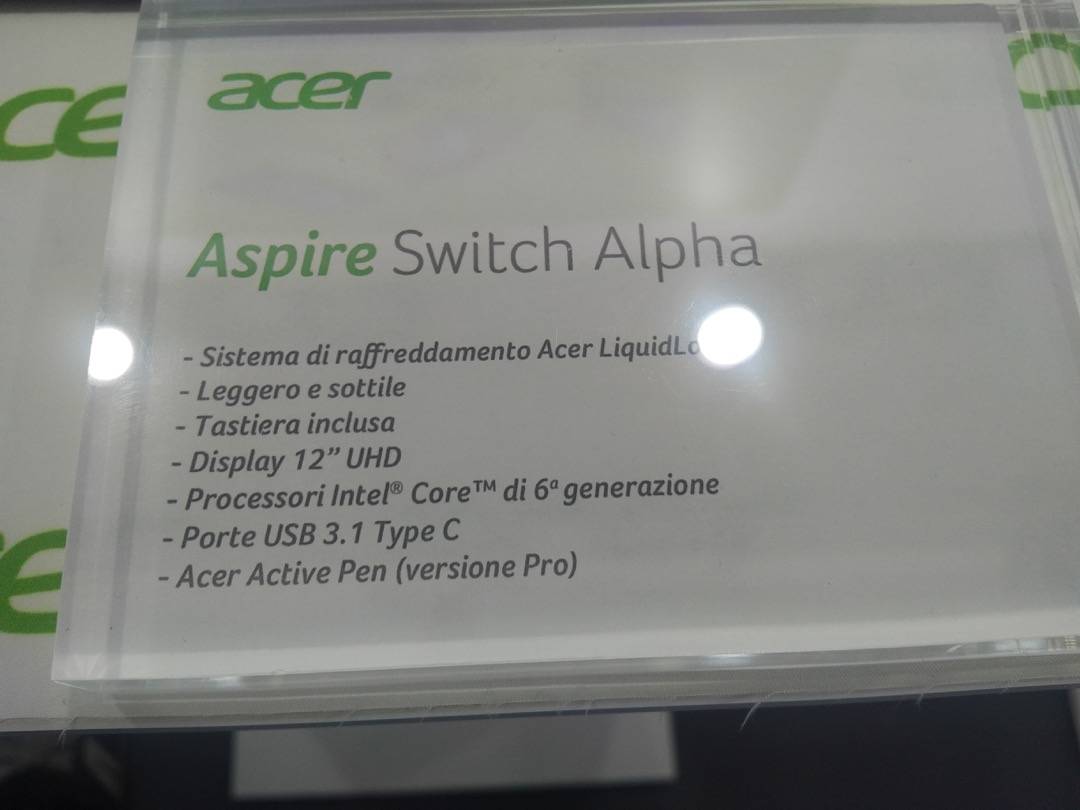 acer
Aspire Switch Alpha
- Sistema di raffreddamento Acer
- Leggero e sottile
- Tastiera inclusa
- Display 12” UHD
- Processori Intel® Core™ di 6ª generazione
- Porte USB 3.1 Type C
- Acer Active Pen (versione Pro)